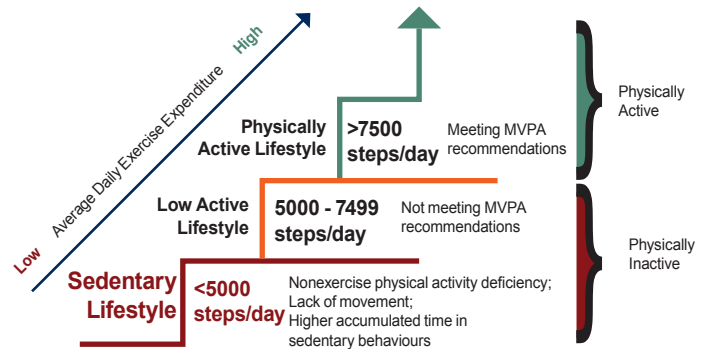 High
Average Daily Exercise Expenditure
Low
Physically
Active Lifestyle
>7500
steps/day
Meeting MVPA
recommendations
Physically
Active
Low Active
Lifestyle
5000 - 7499
steps/day
Not meeting MVPA
recommendations
Sedentary
Lifestyle
<5000
steps/day
Nonexercise physical activity deficiency;
Lack of movement;
Higher accumulated time in
sedentary behaviours
Physically
Inactive